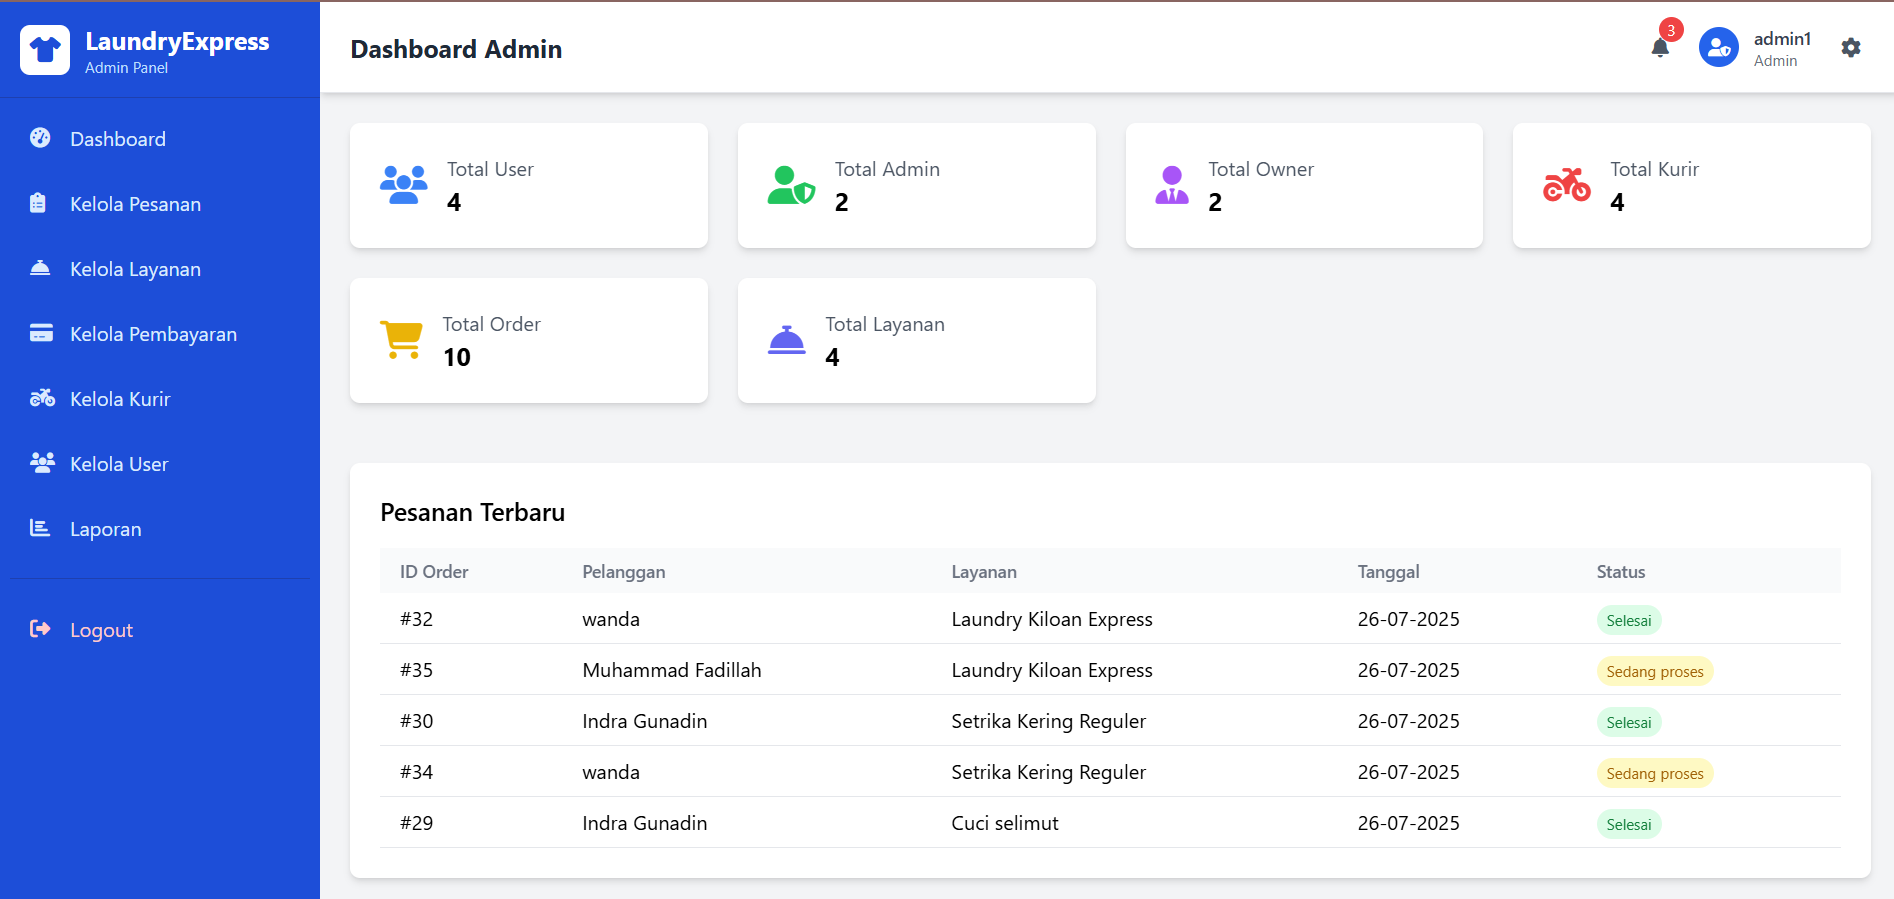 LaundryExpress
Admin Panel
Dashboard
Kelola Pesanan
Kelola Layanan
Kelola Pembayaran
Kelola Kurir
Kelola User
Laporan
Logout
Dashboard Admin
3
admin1
Admin
Total User
4
Total Admin
2
Total Owner
2
Total Kurir
4
Total Order
10
Total Layanan
4
Pesanan Terbaru
ID Order Pelanggan Layanan Tanggal Status
#32 wanda Laundry Kiloan Express 26-07-2025 Selesai
#35 Muhammad Fadillah Laundry Kiloan Express 26-07-2025 Sedang proses
#30 Indra Gunadin Setrika Kering Reguler 26-07-2025 Selesai
#34 wanda Setrika Kering Reguler 26-07-2025 Sedang proses
#29 Indra Gunadin Cuci selimut 26-07-2025 Selesai